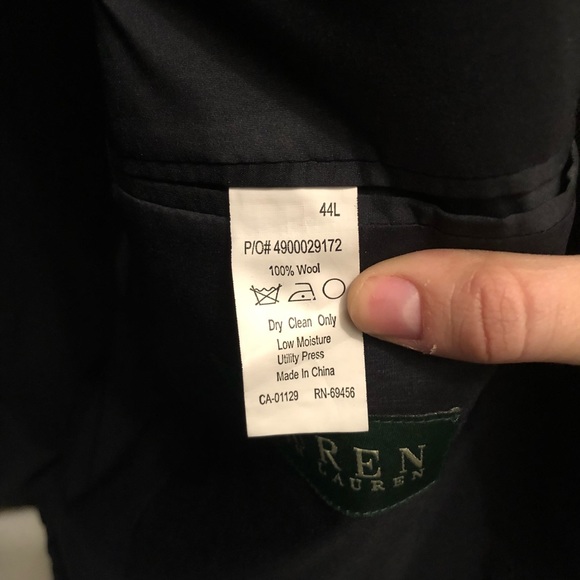 44L
P/O# 4900029172
100% Wool
Dry Clean Only
Low Moisture
Utility Press
Made In China
CA-01129 RN-69456
REN
LAUREN